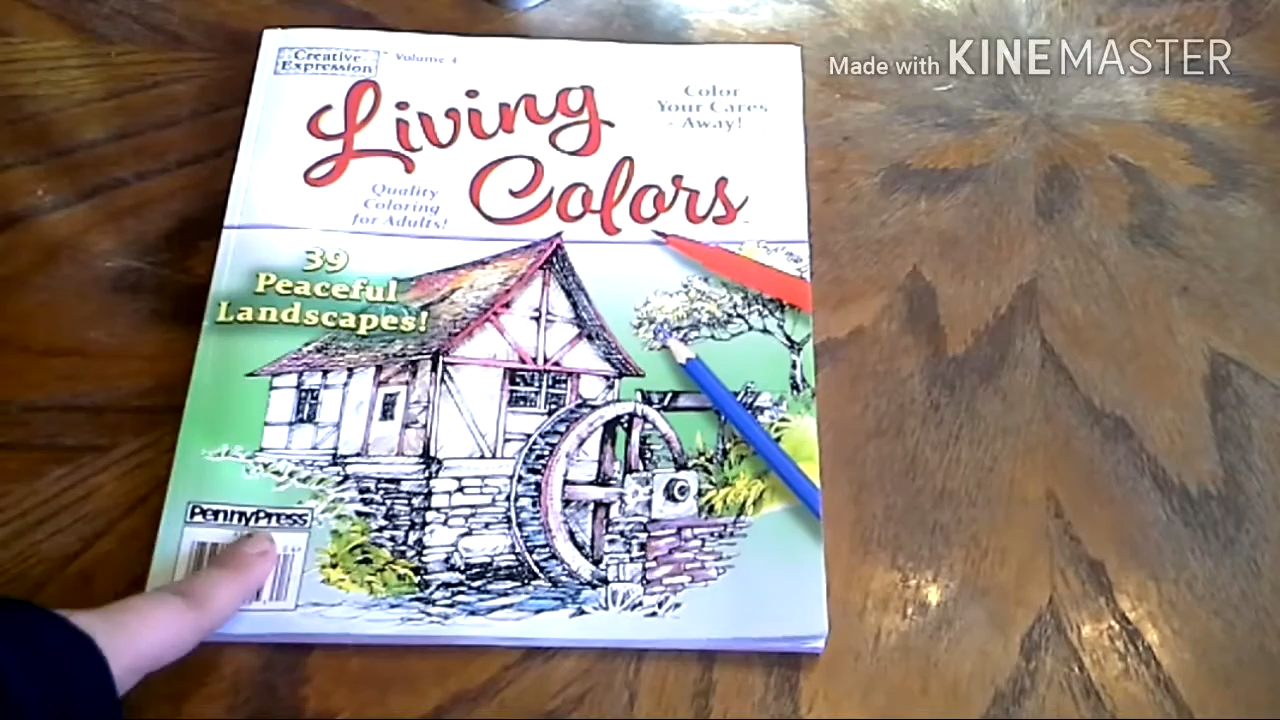 Creative
Expression
Volume 4
Living
Colors
Color
Your Cares
- Away!
Quality
Coloring
for Adults!
39
Peaceful
Landscapes!
PennyPress
Made with KINEMASTER